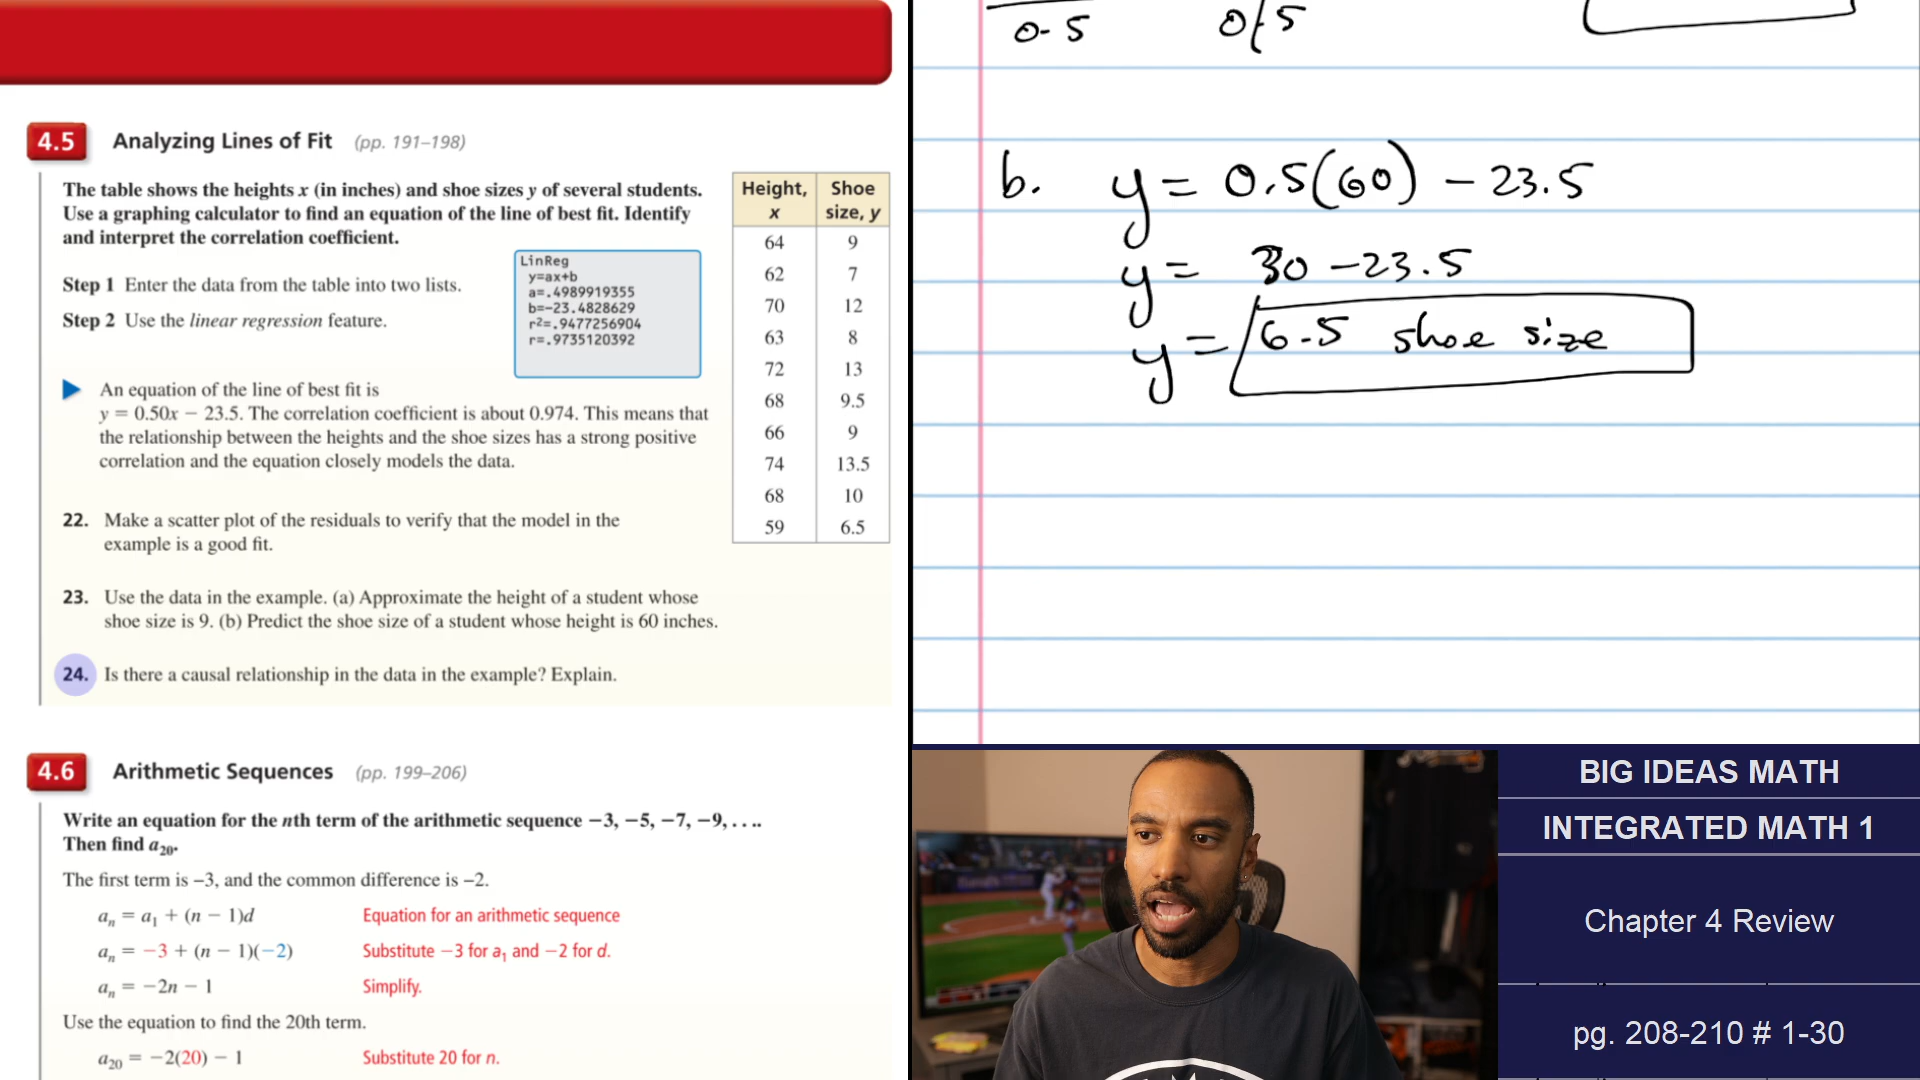 4.5 Analyzing Lines of Fit (pp. 191–198)
The table shows the heights x (in inches) and shoe sizes y of several students.
Use a graphing calculator to find an equation of the line of best fit. Identify
and interpret the correlation coefficient.
Step 1 Enter the data from the table into two lists.
Step 2 Use the linear regression feature.
LinReg
y=ax+b
a=.4989919355
b=-23.4828629
r²=.9477256904
r=.9735120392
An equation of the line of best fit is
y = 0.50x − 23.5. The correlation coefficient is about 0.974. This means that
the relationship between the heights and the shoe sizes has a strong positive
correlation and the equation closely models the data.
Height, x Shoe size, y
64 9
62 7
70 12
63 8
72 13
68 9.5
66 9
74 13.5
68 10
59 6.5
22. Make a scatter plot of the residuals to verify that the model in the
example is a good fit.
23. Use the data in the example. (a) Approximate the height of a student whose
shoe size is 9. (b) Predict the shoe size of a student whose height is 60 inches.
24. Is there a causal relationship in the data in the example? Explain.
4.6 Arithmetic Sequences (pp. 199–206)
Write an equation for the nth term of the arithmetic sequence −3, −5, −7, −9, . . ..
Then find a₂₀.
The first term is −3, and the common difference is −2.
aₙ = a₁ + (n − 1)d Equation for an arithmetic sequence
aₙ = −3 + (n − 1)(−2) Substitute −3 for a₁ and −2 for d.
aₙ = −2n − 1 Simplify.
Use the equation to find the 20th term.
a₂₀ = −2(20) − 1 Substitute 20 for n.
0.5 0.5
b. y = 0.5(60) − 23.5
y = 30 − 23.5
y = 6.5 shoe size
BIG IDEAS MATH
INTEGRATED MATH 1
Chapter 4 Review
pg. 208-210 # 1-30